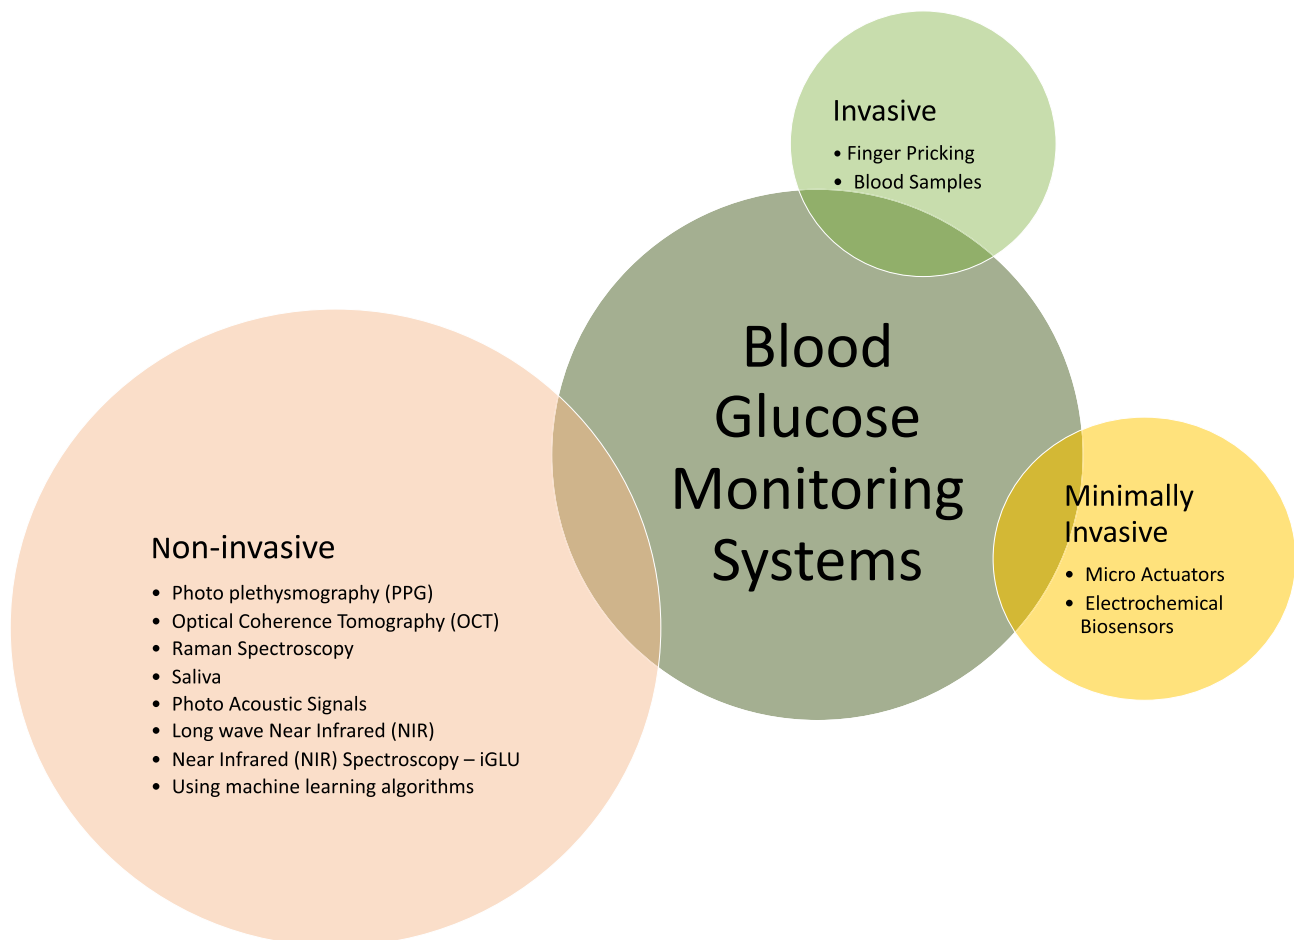 Invasive
• Finger Pricking
• Blood Samples
Blood
Glucose
Monitoring
Systems
Minimally
Invasive
• Micro Actuators
• Electrochemical
Biosensors
Non-invasive
• Photo plethysmography (PPG)
• Optical Coherence Tomography (OCT)
• Raman Spectroscopy
• Saliva
• Photo Acoustic Signals
• Long wave Near Infrared (NIR)
• Near Infrared (NIR) Spectroscopy – iGLU
• Using machine learning algorithms